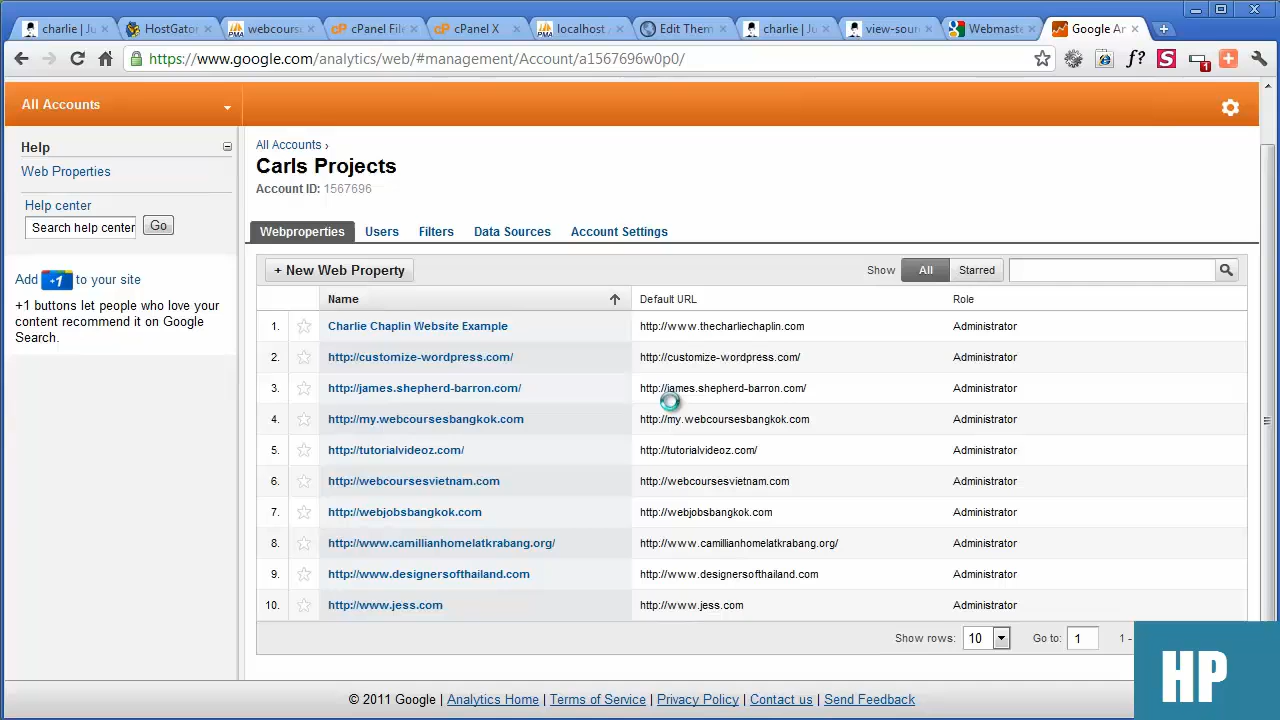 charlie | Ju
HostGator
webcourse
cPanel File
cPanel X
localhost /
Edit Them
charlie | Ju
view-sour
Webmaste
Google An
https://www.google.com/analytics/web/#management/Account/a1567696w0p0/
f?
S
1
All Accounts
Help
Web Properties
Help center
Search help center
Go
Add +1 to your site
+1 buttons let people who love your
content recommend it on Google
Search.
All Accounts ›
Carls Projects
Account ID: 1567696
Webproperties Users Filters Data Sources Account Settings
+ New Web Property
Show All Starred
Name Default URL Role
1. Charlie Chaplin Website Example http://www.thecharliechaplin.com Administrator
2. http://customize-wordpress.com/ http://customize-wordpress.com/ Administrator
3. http://james.shepherd-barron.com/ http://james.shepherd-barron.com/ Administrator
4. http://my.webcoursesbangkok.com http://my.webcoursesbangkok.com Administrator
5. http://tutorialvideoz.com/ http://tutorialvideoz.com/ Administrator
6. http://webcoursesvietnam.com http://webcoursesvietnam.com Administrator
7. http://webjobsbangkok.com http://webjobsbangkok.com Administrator
8. http://www.camillianhomelatkrabang.org/ http://www.camillianhomelatkrabang.org/ Administrator
9. http://www.designersofthailand.com http://www.designersofthailand.com Administrator
10. http://www.jess.com http://www.jess.com Administrator
Show rows: 10 Go to: 1 1 -
HP
© 2011 Google | Analytics Home | Terms of Service | Privacy Policy | Contact us | Send Feedback